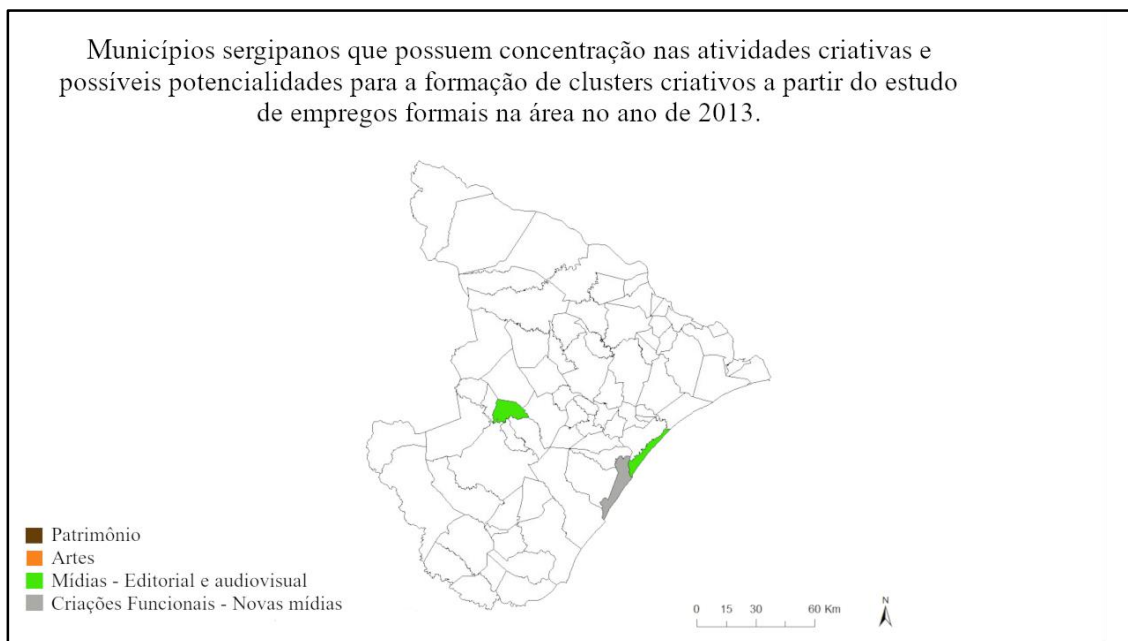 Municípios sergipanos que possuem concentração nas atividades criativas e
possíveis potencialidades para a formação de clusters criativos a partir do estudo
de empregos formais na área no ano de 2013.
Patrimônio
Artes
Mídias - Editorial e audiovisual
Criações Funcionais - Novas mídias
0 15 30 60 Km
N